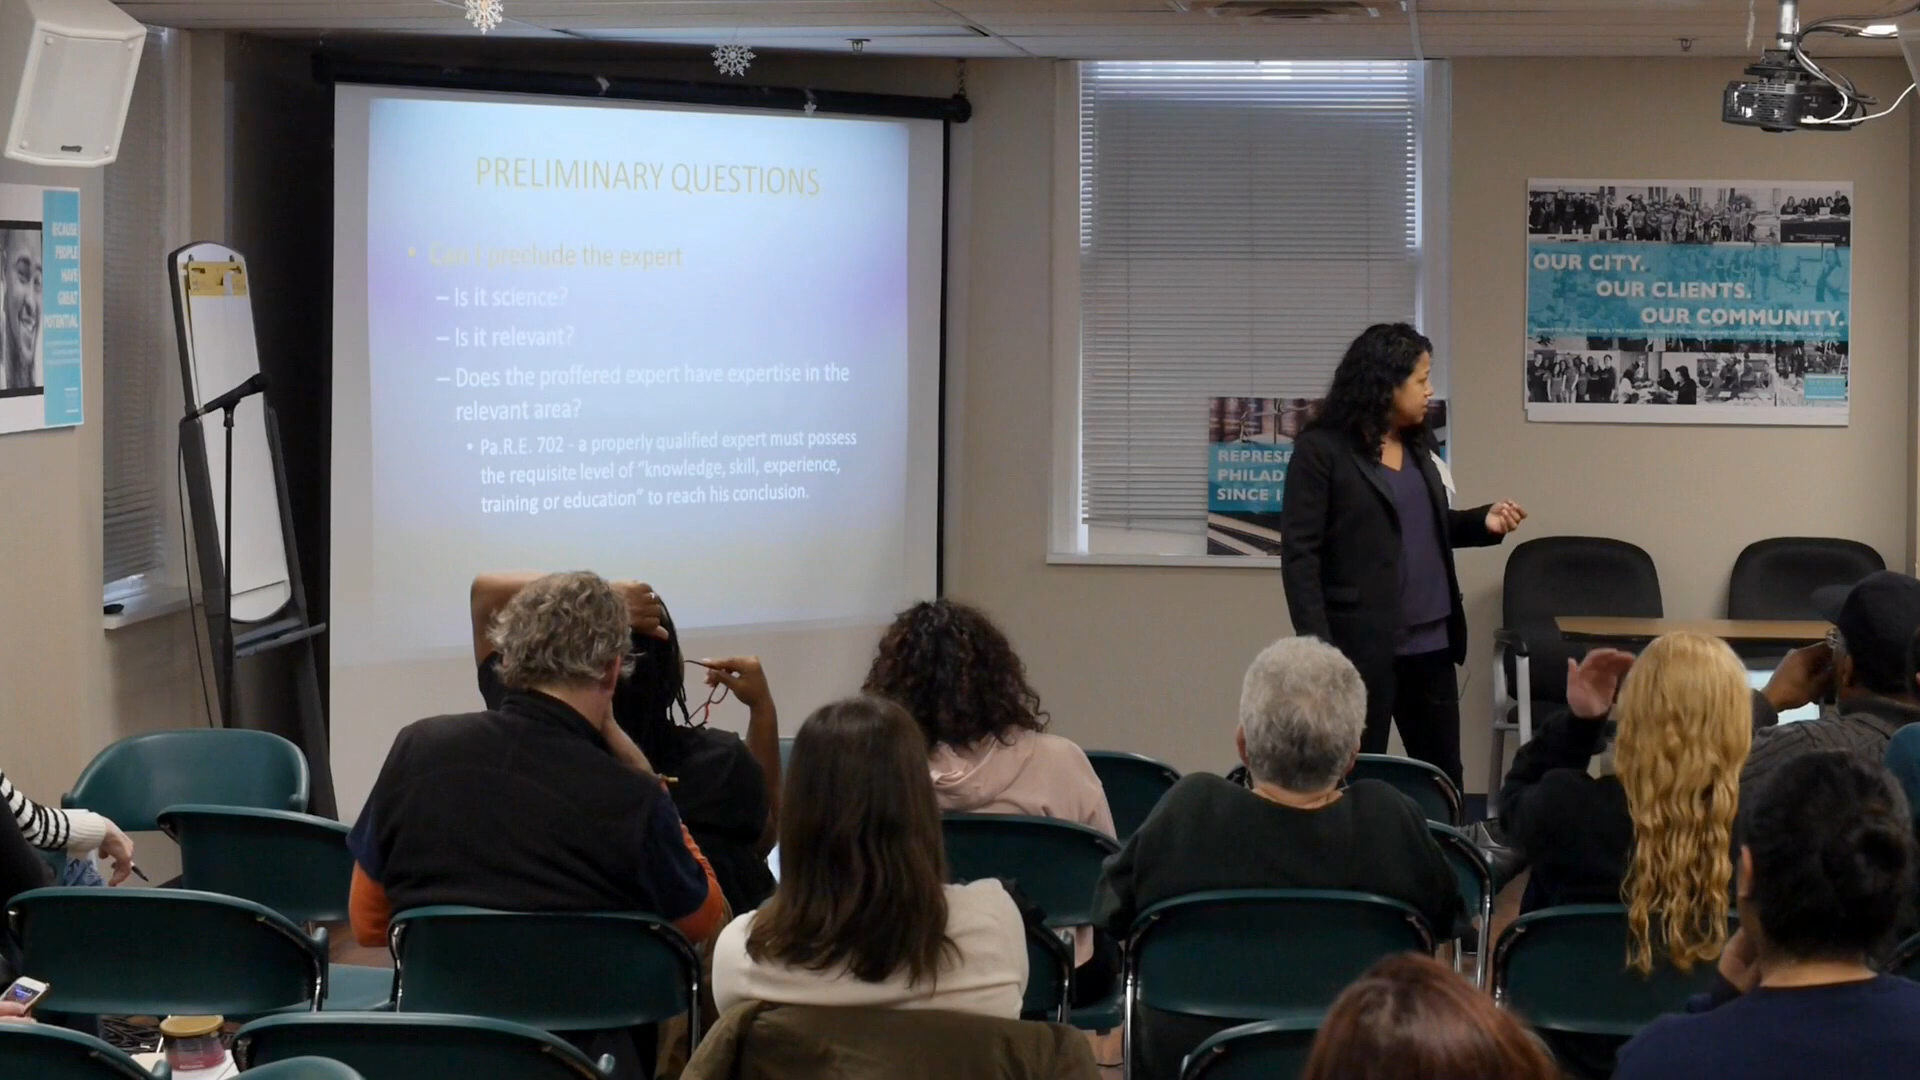 PRELIMINARY QUESTIONS
• Can I preclude the expert
– Is it science?
– Is it relevant?
– Does the proffered expert have expertise in the
relevant area?
• Pa.R.E. 702 - a properly qualified expert must possess
the requisite level of "knowledge, skill, experience,
training or education" to reach his conclusion.
BECAUSE
PEOPLE
HAVE
GREAT
POTENTIAL
REPRESE
PHILAD
SINCE 1
OUR CITY.
OUR CLIENTS.
OUR COMMUNITY.